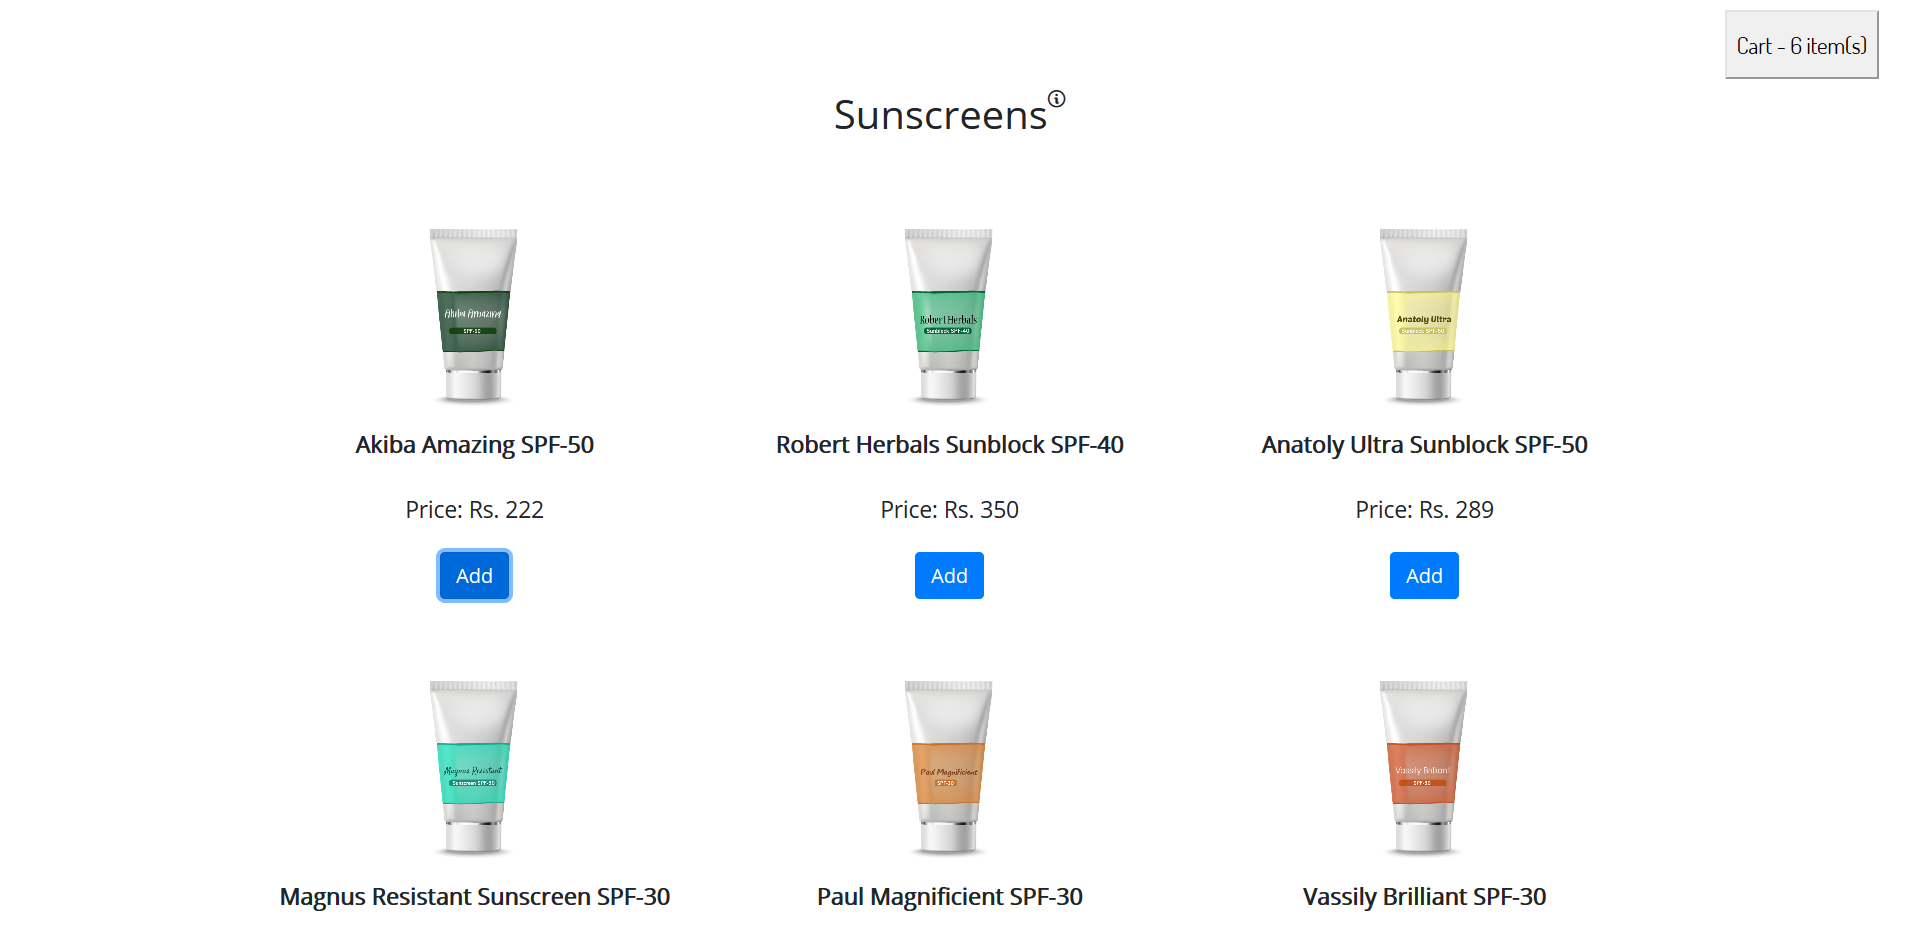 Cart - 6 item(s)
Sunscreens
Akiba Amazing
SPF-50
Robert Herbals
Sunblock SPF-40
Anatoly Ultra
Sunblock SPF-50
Akiba Amazing SPF-50
Robert Herbals Sunblock SPF-40
Anatoly Ultra Sunblock SPF-50
Price: Rs. 222
Price: Rs. 350
Price: Rs. 289
Add
Add
Add
Magnus Resistant
Sunscreen SPF-30
Paul Magnificient
SPF-30
Vassily Brilliant
SPF-30
Magnus Resistant Sunscreen SPF-30
Paul Magnificient SPF-30
Vassily Brilliant SPF-30